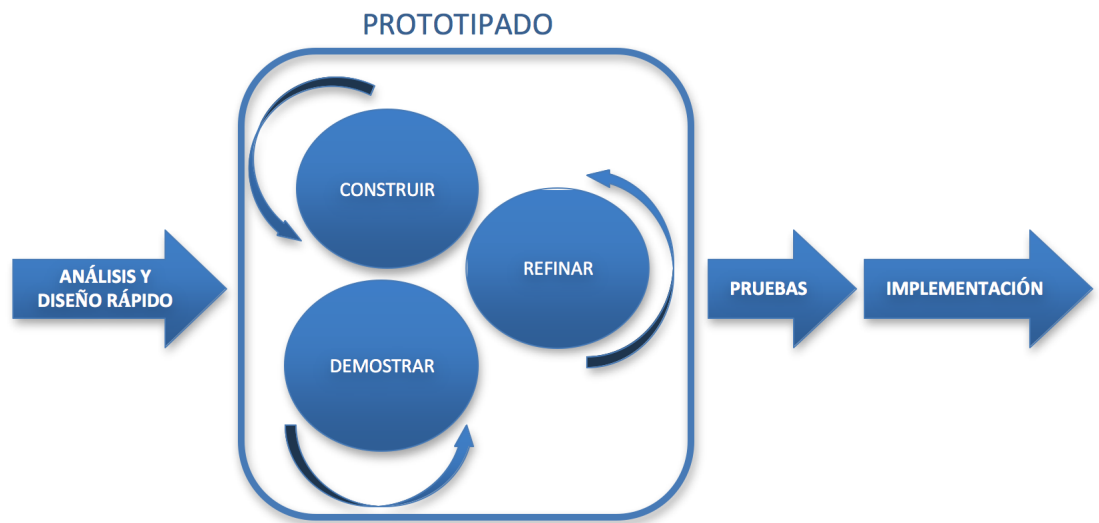 PROTOTIPADO
CONSTRUIR
REFINAR
DEMOSTRAR
ANÁLISIS Y
DISEÑO RÁPIDO
PRUEBAS
IMPLEMENTACIÓN